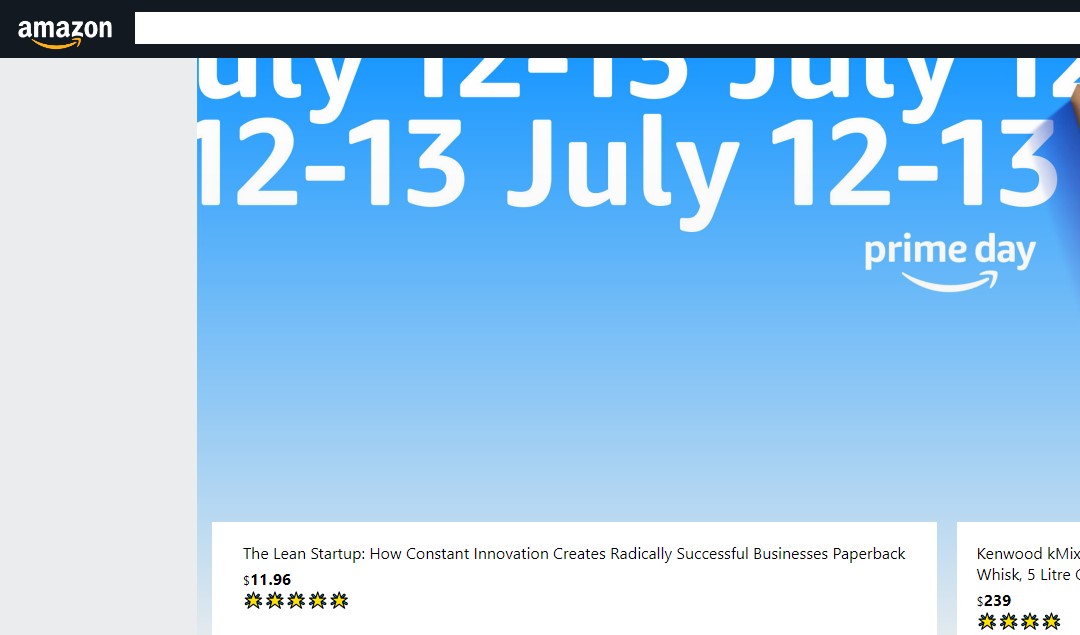 amazon
uly 12-13 July 12
12-13 July 12-13
prime day
The Lean Startup: How Constant Innovation Creates Radically Successful Businesses Paperback
$11.96
Kenwood kMix
Whisk, 5 Litre
$239